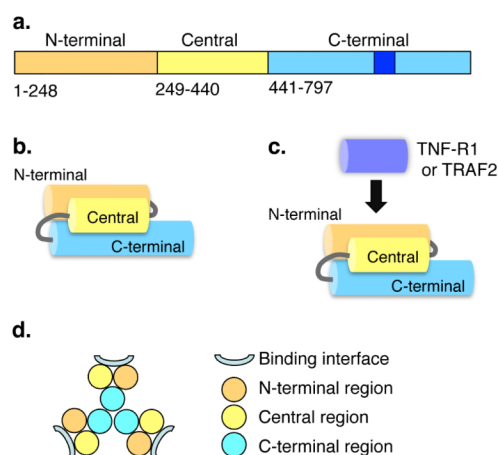 a.
N-terminal Central C-terminal
1-248 249-440 441-797
b.
N-terminal
Central
C-terminal
c.
TNF-R1
or TRAF2
N-terminal
Central
C-terminal
d.
Binding interface
N-terminal region
Central region
C-terminal region